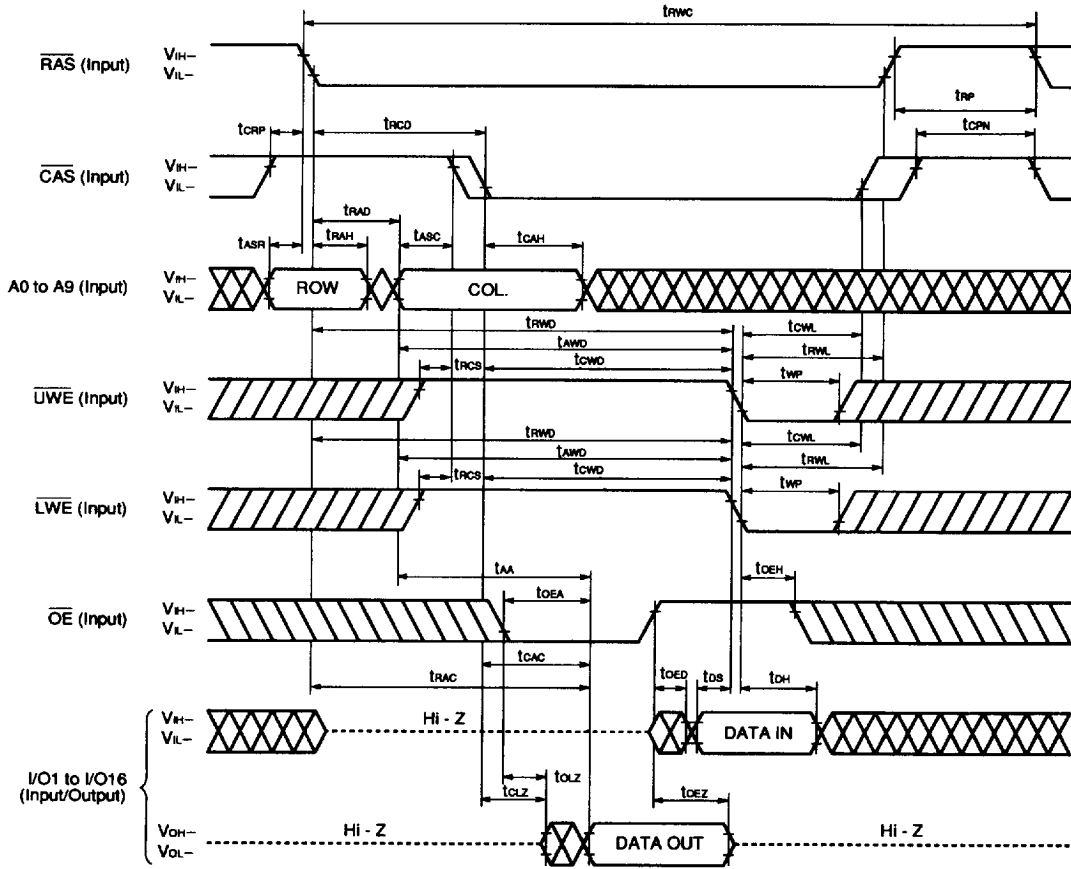 tRWC
RAS (Input) VIH– VIL–
tRP
tCRP tRCD tCPN
CAS (Input) VIH– VIL–
tRAD
tASR tRAH tASC tCAH
A0 to A9 (Input) VIH– VIL– ROW COL.
tRWD tCWL
tAWD tRWL
tRCS tCWD tWP
UWE (Input) VIH– VIL–
tRWD tCWL
tAWD tRWL
tRCS tCWD tWP
LWE (Input) VIH– VIL–
tAA tOEH
tOEA
OE (Input) VIH– VIL–
tCAC
tRAC tOED tDS tDH
VIH– VIL– Hi - Z DATA IN
I/O1 to I/O16
(Input/Output)
tOLZ
tCLZ tOEZ
VOH– VOL– Hi - Z DATA OUT Hi - Z